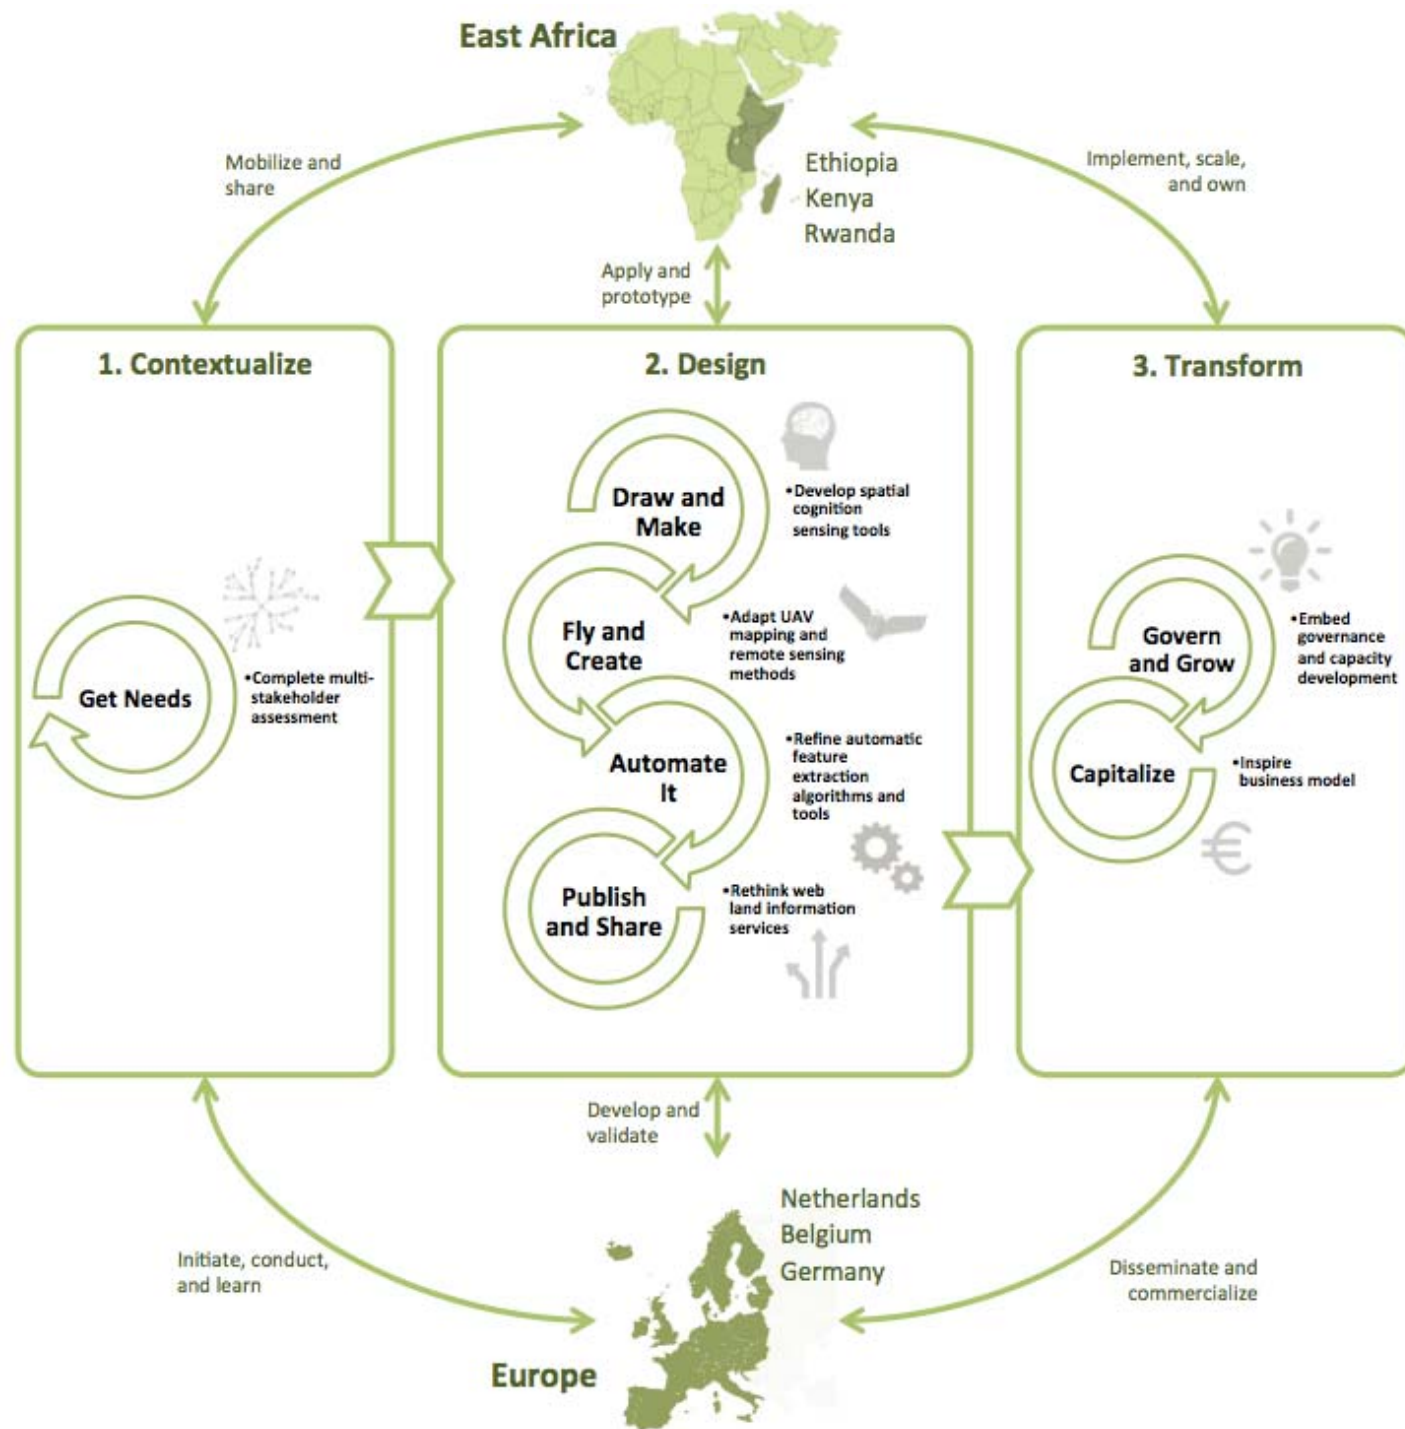 East Africa
Mobilize and
share
Ethiopia
Kenya
Rwanda
Implement, scale,
and own
Apply and
prototype
1. Contextualize
Get Needs
•Complete multi-
stakeholder
assessment
2. Design
Draw and
Make
•Develop spatial
cognition
sensing tools
Fly and
Create
•Adapt UAV
mapping and
remote sensing
methods
Automate
It
•Refine automatic
feature
extraction
algorithms and
tools
Publish
and Share
•Rethink web
land information
services
3. Transform
Govern
and Grow
•Embed
governance
and capacity
development
Capitalize
•Inspire
business model
€
Develop and
validate
Initiate, conduct,
and learn
Netherlands
Belgium
Germany
Disseminate and
commercialize
Europe